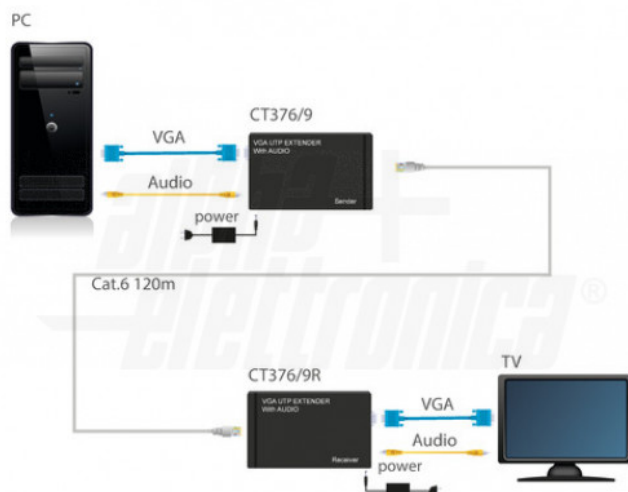 PC
CT376/9
VGA
VGA UTP EXTENDER
With AUDIO
Audio
Sender
power
Cat.6 120m
alpha
elettronica®
CT376/9R
TV
VGA UTP EXTENDER
With AUDIO
VGA
Audio
Receiver
power